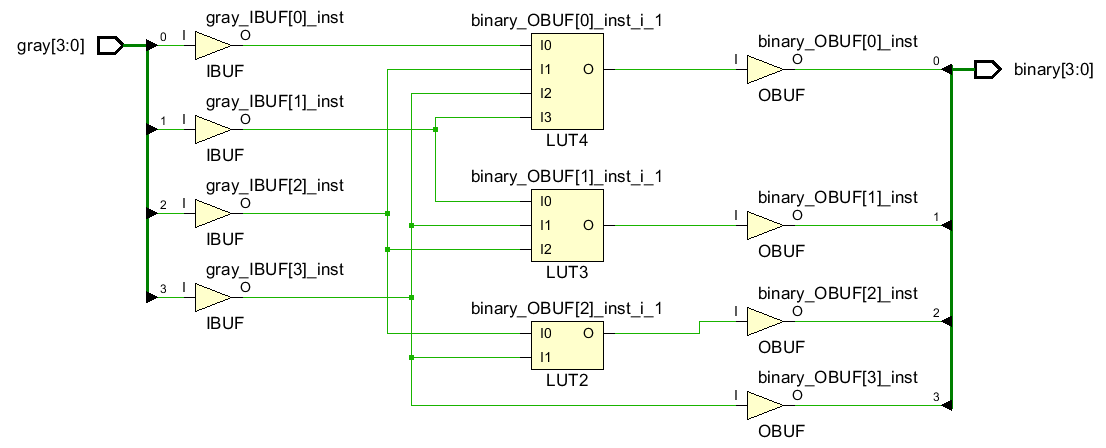 gray[3:0]
0
I
gray_IBUF[0]_inst
O
IBUF
1
I
gray_IBUF[1]_inst
O
IBUF
2
I
gray_IBUF[2]_inst
O
IBUF
3
I
gray_IBUF[3]_inst
O
IBUF
binary_OBUF[0]_inst_i_1
I0
I1
O
I2
I3
LUT4
binary_OBUF[1]_inst_i_1
I0
I1
O
I2
LUT3
binary_OBUF[2]_inst_i_1
I0
O
I1
LUT2
binary_OBUF[0]_inst
I
O
OBUF
0
binary_OBUF[1]_inst
I
O
OBUF
1
binary_OBUF[2]_inst
I
O
OBUF
2
binary_OBUF[3]_inst
I
O
OBUF
3
binary[3:0]